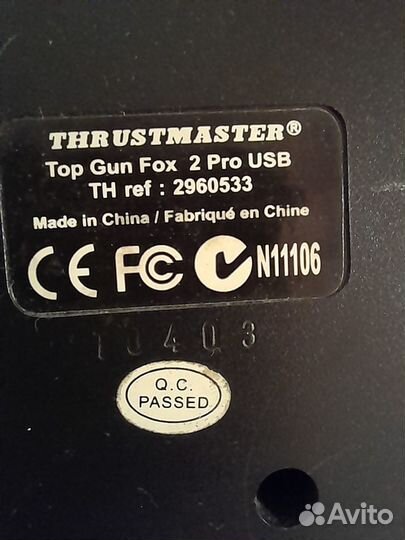 THRUSTMASTER®
Top Gun Fox 2 Pro USB
TH ref : 2960533
Made in China / Fabriqué en Chine
CE FC N11106
10403
Q.C.
PASSED
Avito